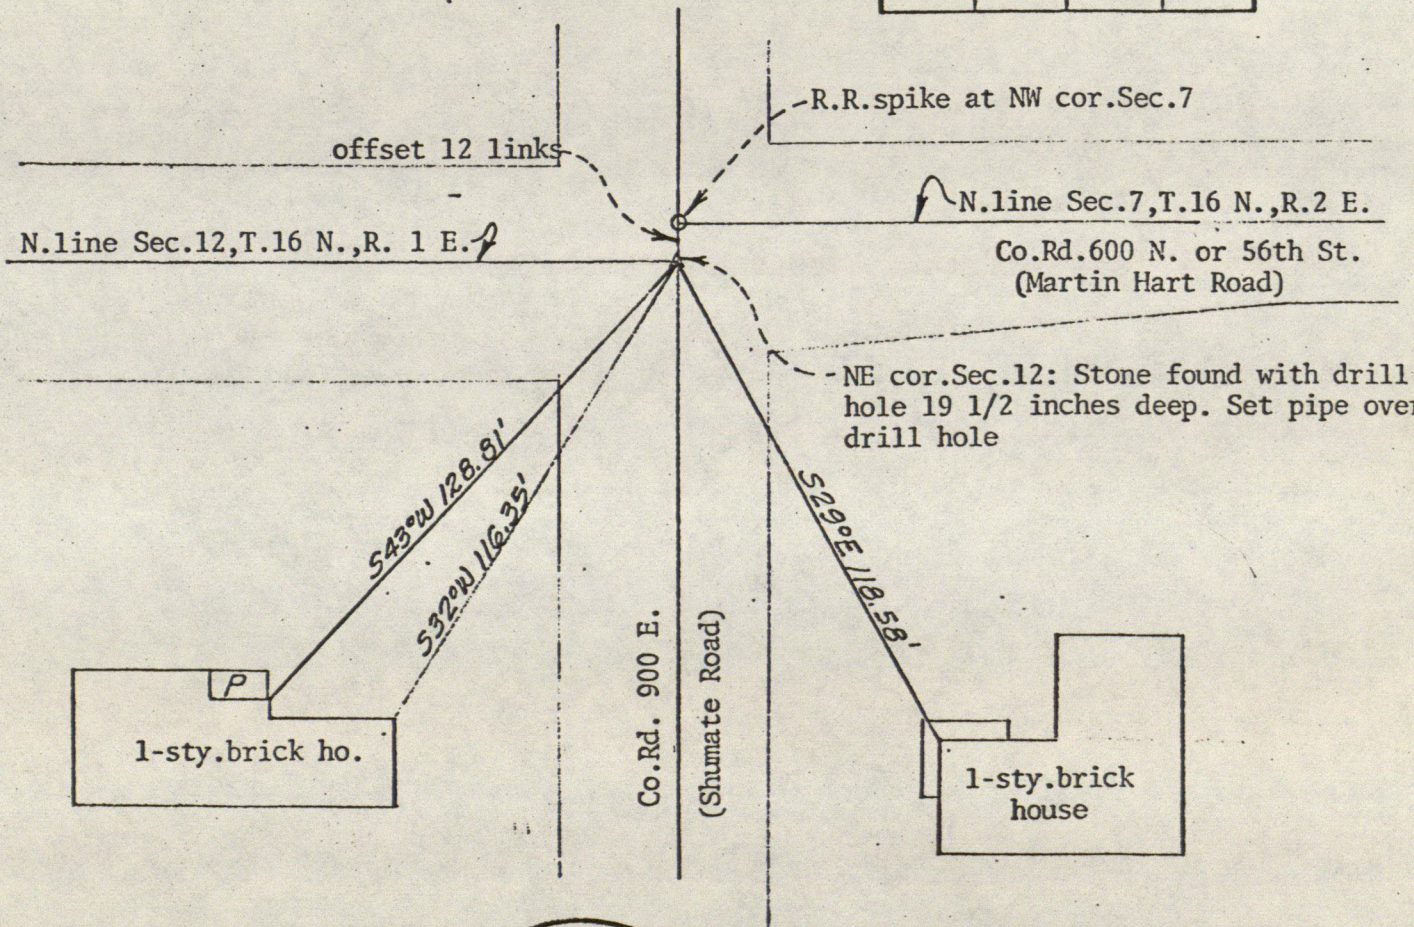 R.R.spike at NW cor.Sec.7
offset 12 links
N.line Sec.7,T.16 N.,R.2 E.
N.line Sec.12,T.16 N.,R. 1 E.
Co.Rd.600 N. or 56th St.
(Martin Hart Road)
NE cor.Sec.12: Stone found with drill
hole 19 1/2 inches deep. Set pipe over
drill hole
S43°W 128.81'
S32°W 116.35'
S29°E 118.58'
Co.Rd. 900 E.
(Shumate Road)
P
1-sty.brick ho.
1-sty.brick
house